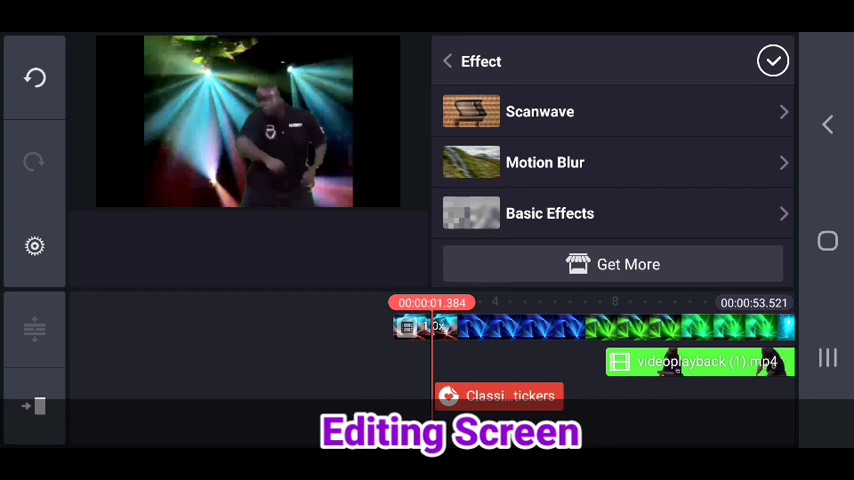 Effect
Scanwave
Motion Blur
Basic Effects
Get More
00:00:01.384
4
8
00:00:53.521
1.0x
videoplayback (1).mp4
Classi...tickers
Editing Screen